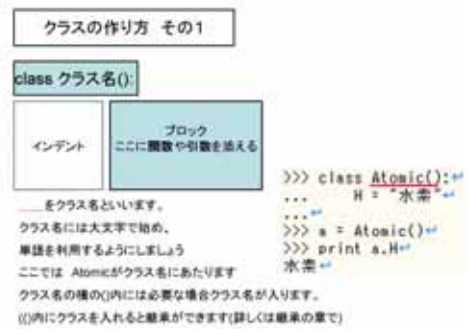 クラスの作り方 その1
class クラス名():
インデント
ブロック
ここに関数や引数を添える
>>> class Atomic():
... H = "水素"
...
>>> a = Atomic()
>>> print a.H
水素
____をクラス名といいます。
クラス名には大文字で始め、
単語を利用するようにしましょう
ここでは Atomicがクラス名にあたります
クラス名の横の()内には必要な場合クラス名が入ります。
(()内にクラスを入れると継承ができます(詳しくは継承の章で)